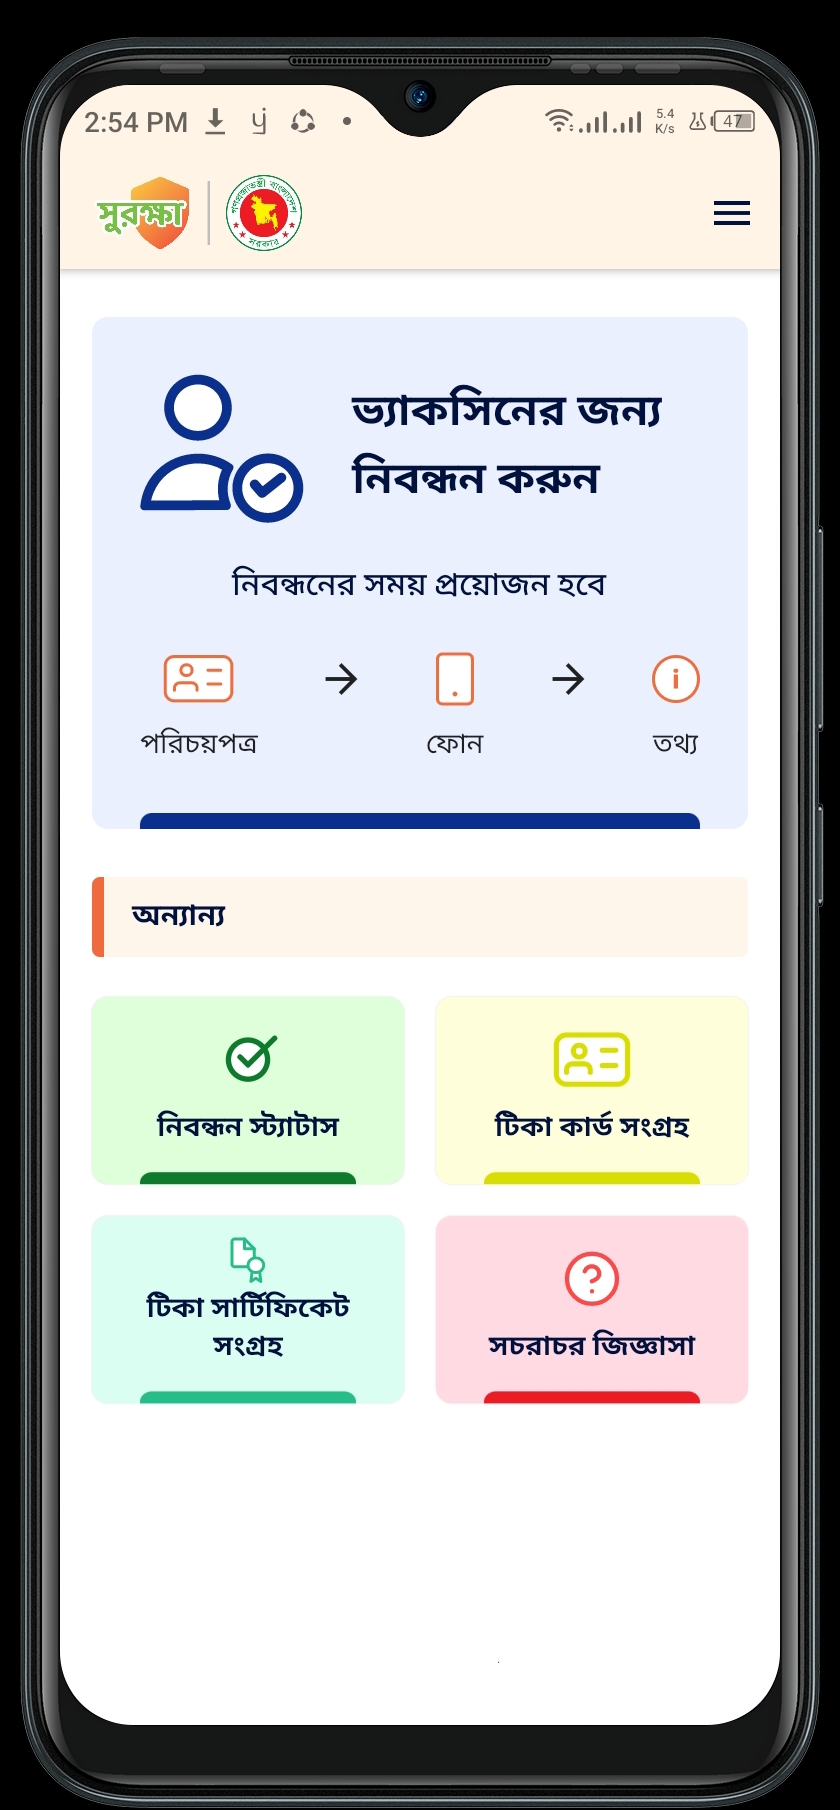 2:54 PM
5.4
K/s
47
সুরক্ষা
গণপ্রজাতন্ত্রী বাংলাদেশ
সরকার
ভ্যাকসিনের জন্য
নিবন্ধন করুন
নিবন্ধনের সময় প্রয়োজন হবে
পরিচয়পত্র
ফোন
তথ্য
অন্যান্য
নিবন্ধন স্ট্যাটাস
টিকা কার্ড সংগ্রহ
টিকা সার্টিফিকেট
সংগ্রহ
সচরাচর জিজ্ঞাসা